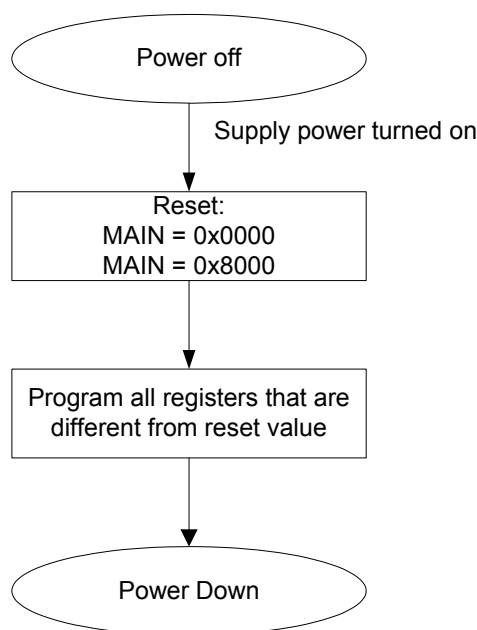 Power off
Supply power turned on
Reset:
MAIN = 0x0000
MAIN = 0x8000
Program all registers that are
different from reset value
Power Down